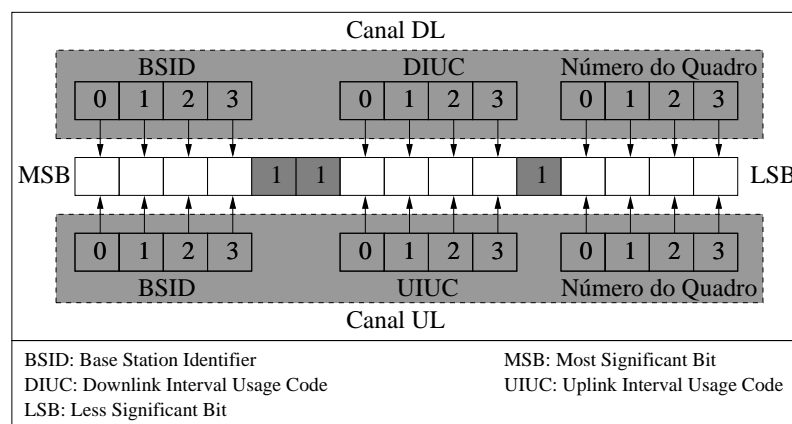 Canal DL
BSID DIUC Número do Quadro
0 1 2 3 0 1 2 3 0 1 2 3
MSB 1 1 1 LSB
0 1 2 3 0 1 2 3 0 1 2 3
BSID UIUC Número do Quadro
Canal UL
BSID: Base Station Identifier
MSB: Most Significant Bit
DIUC: Downlink Interval Usage Code
UIUC: Uplink Interval Usage Code
LSB: Less Significant Bit